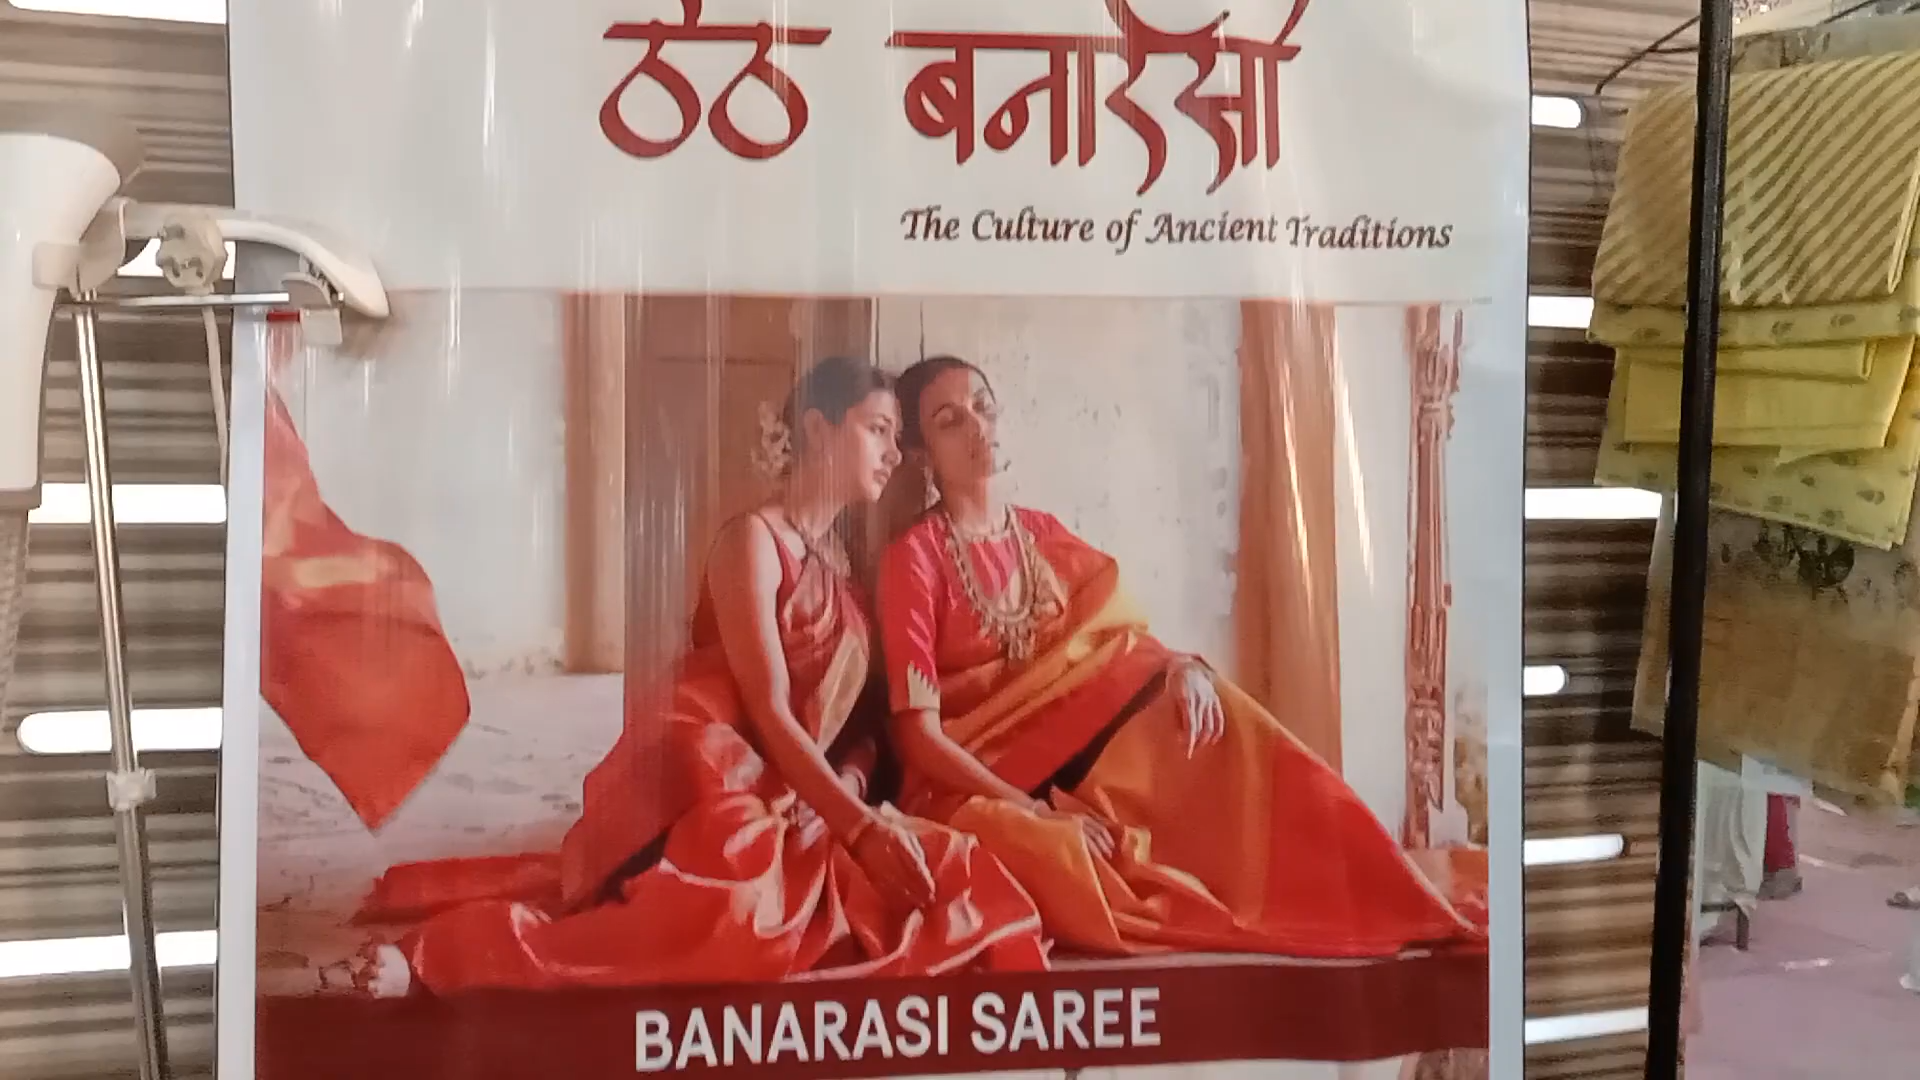 ठेठ बनारसी
The Culture of Ancient Traditions
BANARASI SAREE